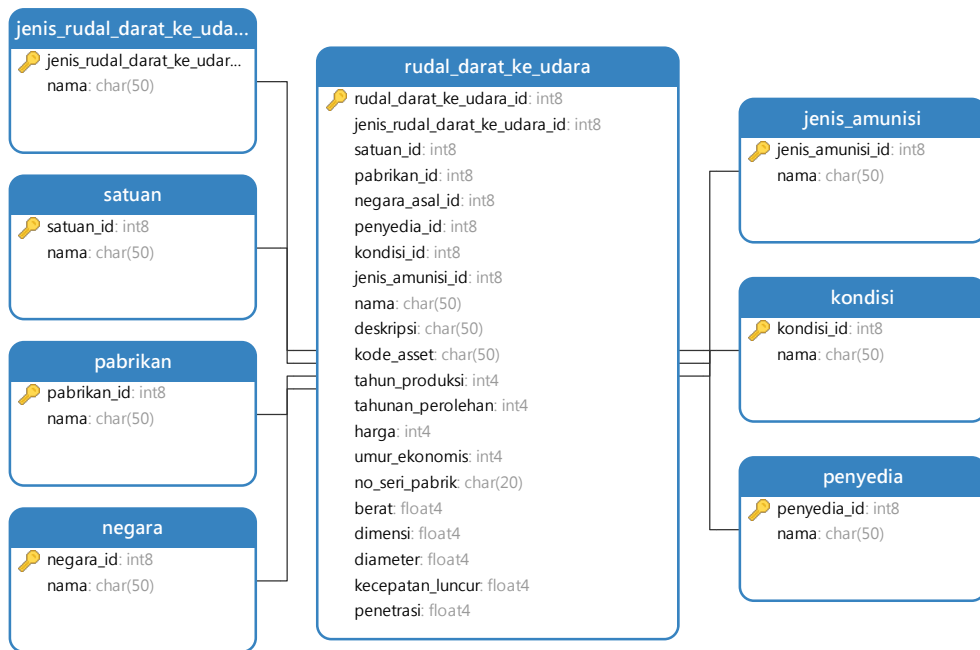 jenis_rudal_darat_ke_uda...
jenis_rudal_darat_ke_udar...
nama: char(50)
satuan
satuan_id: int8
nama: char(50)
pabrikan
pabrikan_id: int8
nama: char(50)
negara
negara_id: int8
nama: char(50)
rudal_darat_ke_udara
rudal_darat_ke_udara_id: int8
jenis_rudal_darat_ke_udara_id: int8
satuan_id: int8
pabrikan_id: int8
negara_asal_id: int8
penyedia_id: int8
kondisi_id: int8
jenis_amunisi_id: int8
nama: char(50)
deskripsi: char(50)
kode_asset: char(50)
tahun_produksi: int4
tahunan_perolehan: int4
harga: int4
umur_ekonomis: int4
no_seri_pabrik: char(20)
berat: float4
dimensi: float4
diameter: float4
kecepatan_luncur: float4
penetrasi: float4
jenis_amunisi
jenis_amunisi_id: int8
nama: char(50)
kondisi
kondisi_id: int8
nama: char(50)
penyedia
penyedia_id: int8
nama: char(50)